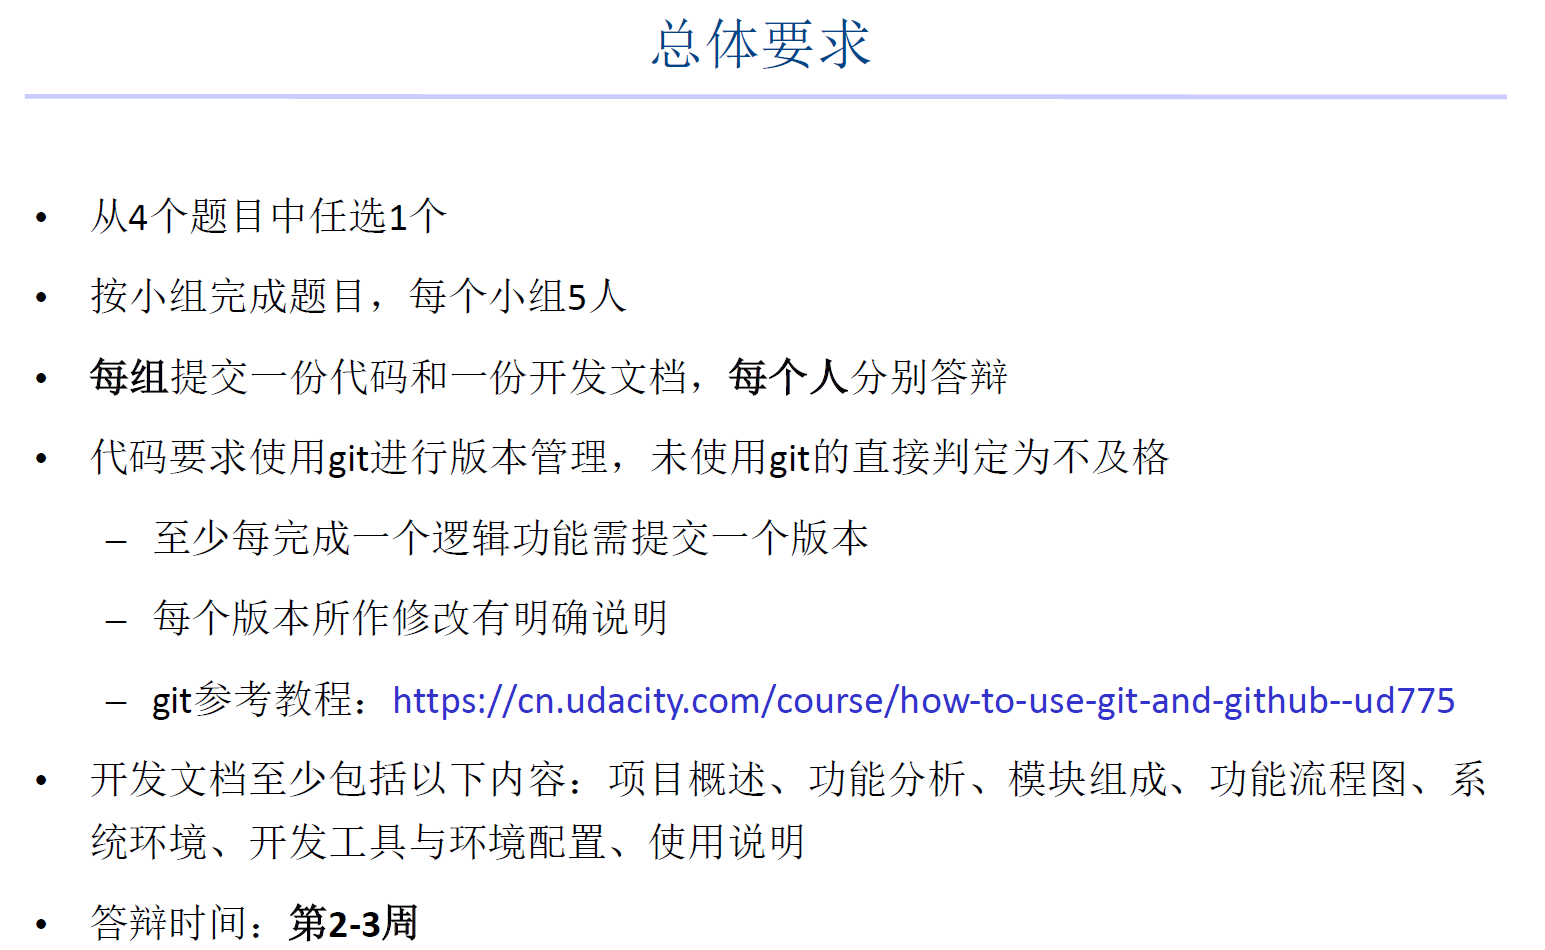 总体要求
• 从4个题目中任选1个
• 按小组完成题目，每个小组5人
• 每组提交一份代码和一份开发文档，每个人分别答辩
• 代码要求使用git进行版本管理，未使用git的直接判定为不及格
– 至少每完成一个逻辑功能需提交一个版本
– 每个版本所作修改有明确说明
– git参考教程：https://cn.udacity.com/course/how-to-use-git-and-github--ud775
• 开发文档至少包括以下内容：项目概述、功能分析、模块组成、功能流程图、系
统环境、开发工具与环境配置、使用说明
• 答辩时间：第2-3周